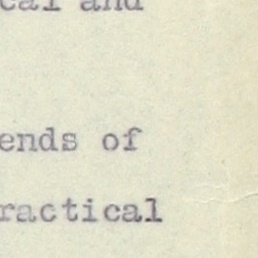 cal and
ends of
ractical